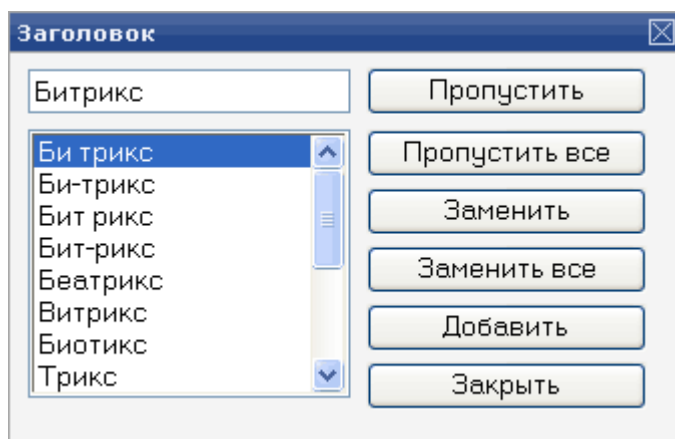 Заголовок
Битрикс
Пропустить
Би трикс
Би-трикс
Бит рикс
Бит-рикс
Беатрикс
Витрикс
Биотикс
Трикс
Пропустить все
Заменить
Заменить все
Добавить
Закрыть